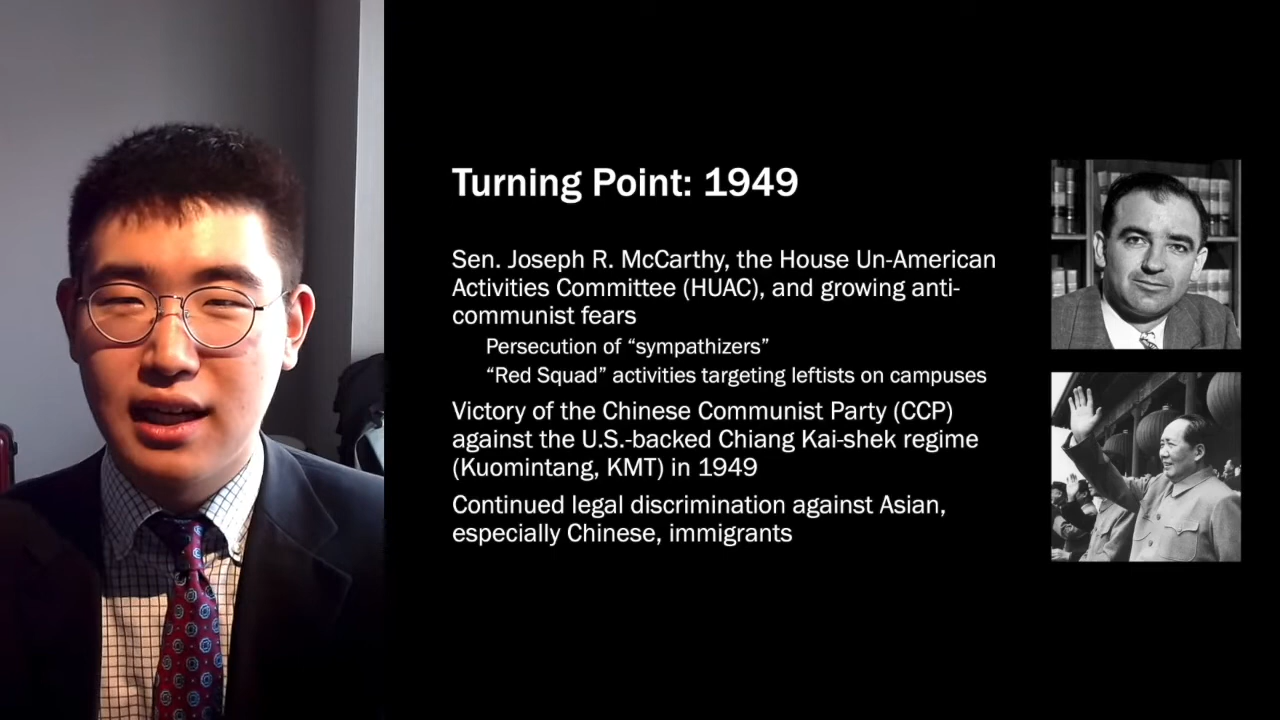 Turning Point: 1949
Sen. Joseph R. McCarthy, the House Un-American
Activities Committee (HUAC), and growing anti-
communist fears
Persecution of “sympathizers”
“Red Squad” activities targeting leftists on campuses
Victory of the Chinese Communist Party (CCP)
against the U.S.-backed Chiang Kai-shek regime
(Kuomintang, KMT) in 1949
Continued legal discrimination against Asian,
especially Chinese, immigrants